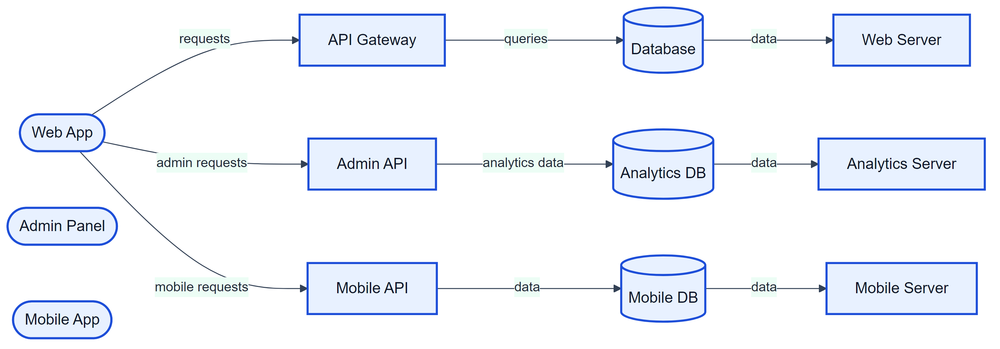 requests
API Gateway
queries
Database
data
Web Server
Web App
admin requests
Admin API
analytics data
Analytics DB
data
Analytics Server
Admin Panel
mobile requests
Mobile API
data
Mobile DB
data
Mobile Server
Mobile App